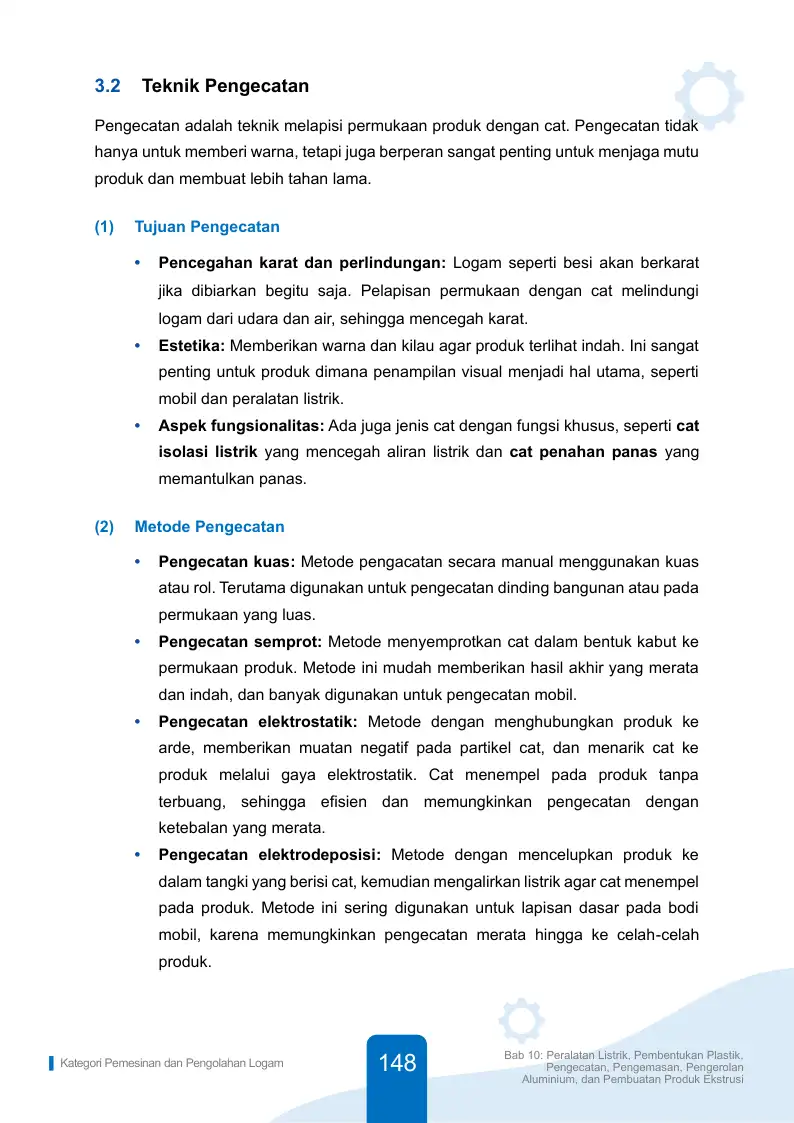 3.2 Teknik Pengecatan
Pengecatan adalah teknik melapisi permukaan produk dengan cat. Pengecatan tidak
hanya untuk memberi warna, tetapi juga berperan sangat penting untuk menjaga mutu
produk dan membuat lebih tahan lama.
(1) Tujuan Pengecatan
• Pencegahan karat dan perlindungan: Logam seperti besi akan berkarat
jika dibiarkan begitu saja. Pelapisan permukaan dengan cat melindungi
logam dari udara dan air, sehingga mencegah karat.
• Estetika: Memberikan warna dan kilau agar produk terlihat indah. Ini sangat
penting untuk produk dimana penampilan visual menjadi hal utama, seperti
mobil dan peralatan listrik.
• Aspek fungsionalitas: Ada juga jenis cat dengan fungsi khusus, seperti cat
isolasi listrik yang mencegah aliran listrik dan cat penahan panas yang
memantulkan panas.
(2) Metode Pengecatan
• Pengecatan kuas: Metode pengacatan secara manual menggunakan kuas
atau rol. Terutama digunakan untuk pengecatan dinding bangunan atau pada
permukaan yang luas.
• Pengecatan semprot: Metode menyemprotkan cat dalam bentuk kabut ke
permukaan produk. Metode ini mudah memberikan hasil akhir yang merata
dan indah, dan banyak digunakan untuk pengecatan mobil.
• Pengecatan elektrostatik: Metode dengan menghubungkan produk ke
arde, memberikan muatan negatif pada partikel cat, dan menarik cat ke
produk melalui gaya elektrostatik. Cat menempel pada produk tanpa
terbuang, sehingga efisien dan memungkinkan pengecatan dengan
ketebalan yang merata.
• Pengecatan elektrodeposisi: Metode dengan mencelupkan produk ke
dalam tangki yang berisi cat, kemudian mengalirkan listrik agar cat menempel
pada produk. Metode ini sering digunakan untuk lapisan dasar pada bodi
mobil, karena memungkinkan pengecatan merata hingga ke celah-celah
produk.
Kategori Pemesinan dan Pengolahan Logam
148
Bab 10: Peralatan Listrik, Pembentukan Plastik,
Pengecatan, Pengemasan, Pengerolan
Aluminium, dan Pembuatan Produk Ekstrusi